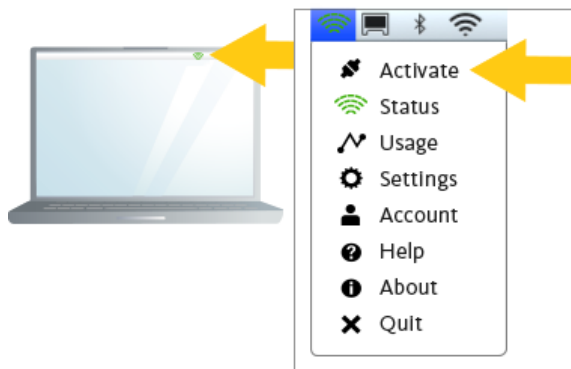 Activate
Status
Usage
Settings
Account
Help
About
Quit